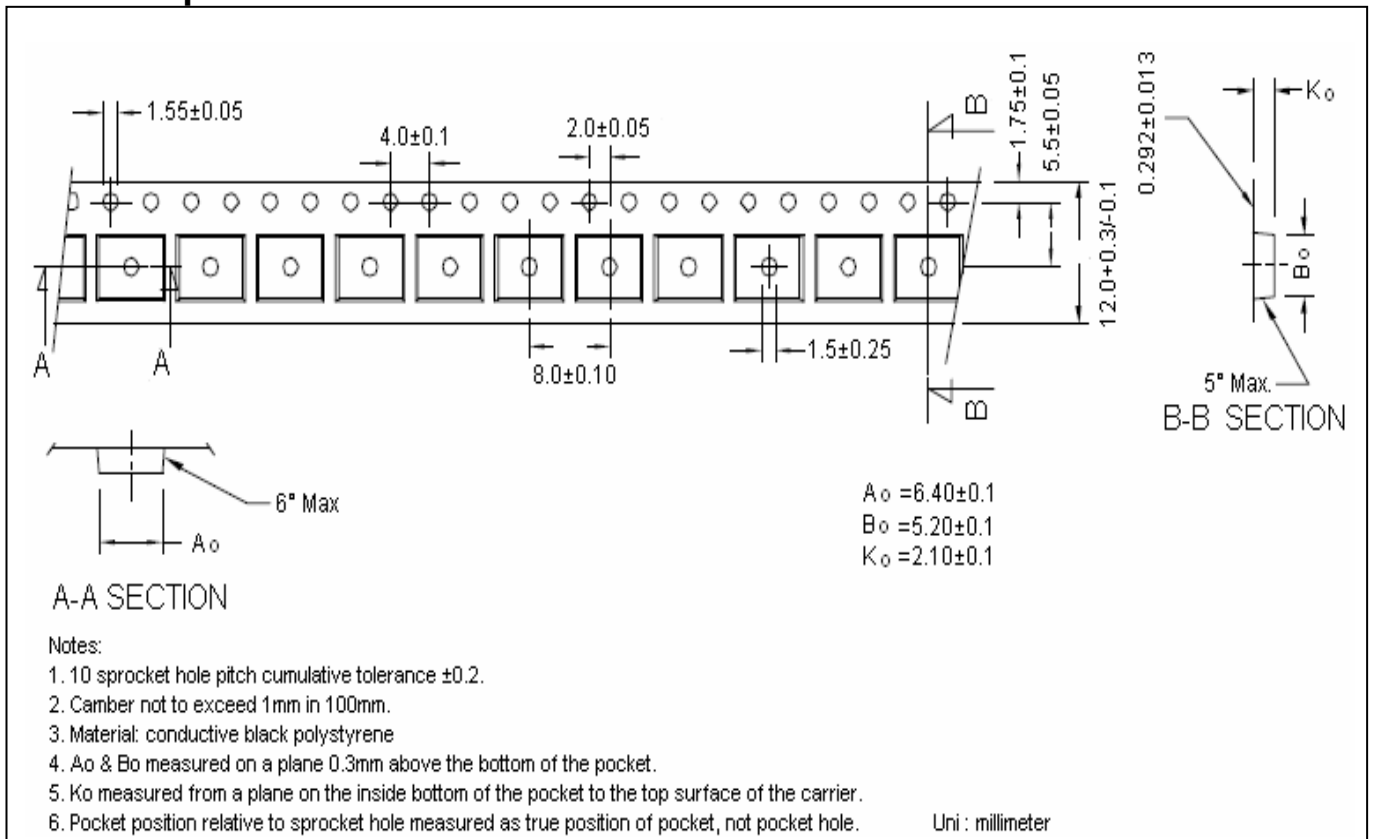 1.55±0.05
4.0±0.1
2.0±0.05
B
1.75±0.1
5.5±0.05
12.0+0.3/-0.1
0.292±0.013
Ko
Bo
5° Max.
B-B SECTION
A
A
8.0±0.10
1.5±0.25
B
6° Max
Ao
A-A SECTION
Ao =6.40±0.1
Bo =5.20±0.1
Ko =2.10±0.1
Notes:
1. 10 sprocket hole pitch cumulative tolerance ±0.2.
2. Camber not to exceed 1mm in 100mm.
3. Material: conductive black polystyrene
4. Ao & Bo measured on a plane 0.3mm above the bottom of the pocket.
5. Ko measured from a plane on the inside bottom of the pocket to the top surface of the carrier.
6. Pocket position relative to sprocket hole measured as true position of pocket, not pocket hole.
Uni : millimeter